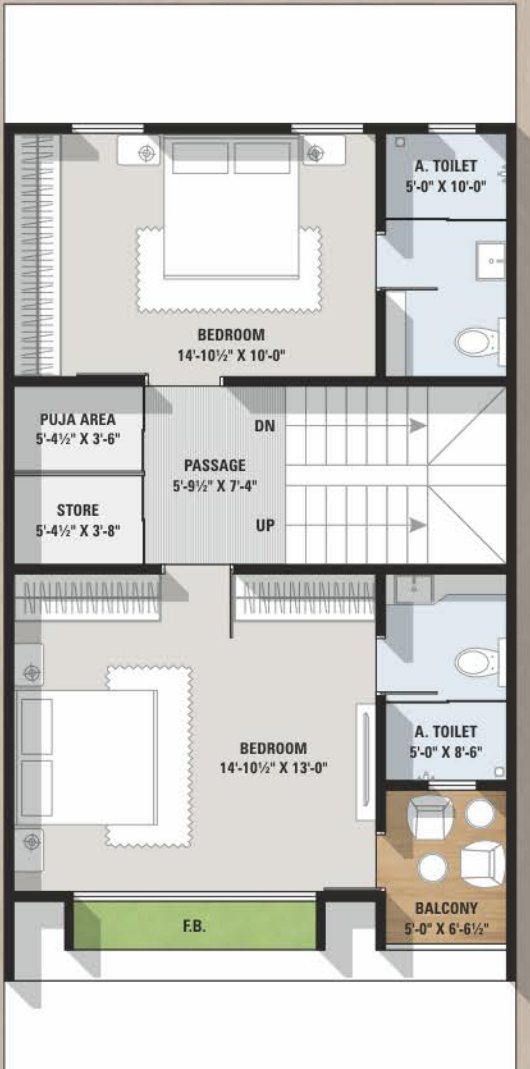 A. TOILET
5'-0" X 10'-0"
BEDROOM
14'-10½" X 10'-0"
PUJA AREA
5'-4½" X 3'-6"
DN
PASSAGE
5'-9½" X 7'-4"
STORE
5'-4½" X 3'-8"
UP
BEDROOM
14'-10½" X 13'-0"
A. TOILET
5'-0" X 8'-6"
BALCONY
5'-0" X 6'-6½"
F.B.